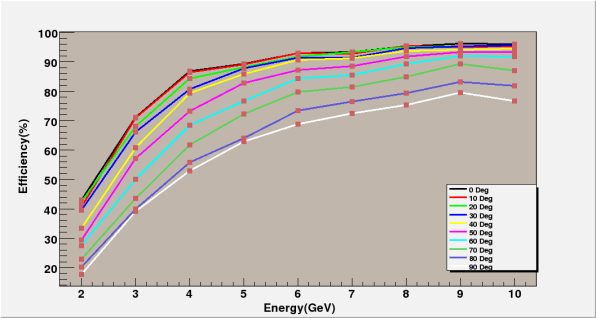 100
90
80
70
60
50
40
30
20
Efficiency(%)
0 Deg
10 Deg
20 Deg
30 Deg
40 Deg
50 Deg
60 Deg
70 Deg
80 Deg
90 Deg
2 3 4 5 6 7 8 9 10
Energy(GeV)